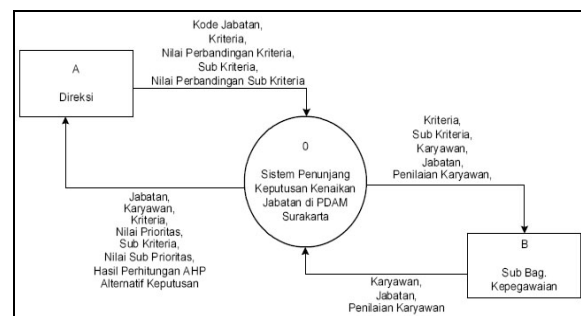 Kode Jabatan,
Kriteria,
Nilai Perbandingan Kriteria,
Sub Kriteria,
Nilai Perbandingan Sub Kriteria
A
Direksi
0
Sistem Penunjang
Keputusan Kenaikan
Jabatan di PDAM
Surakarta
Kriteria,
Sub Kriteria,
Karyawan,
Jabatan,
Penilaian Karyawan,
Jabatan,
Karyawan,
Kriteria,
Nilai Prioritas,
Sub Kriteria,
Nilai Sub Prioritas,
Hasil Perhitungan AHP
Alternatif Keputusan
B
Sub Bag.
Kepegawaian
Karyawan,
Jabatan,
Penilaian Karyawan